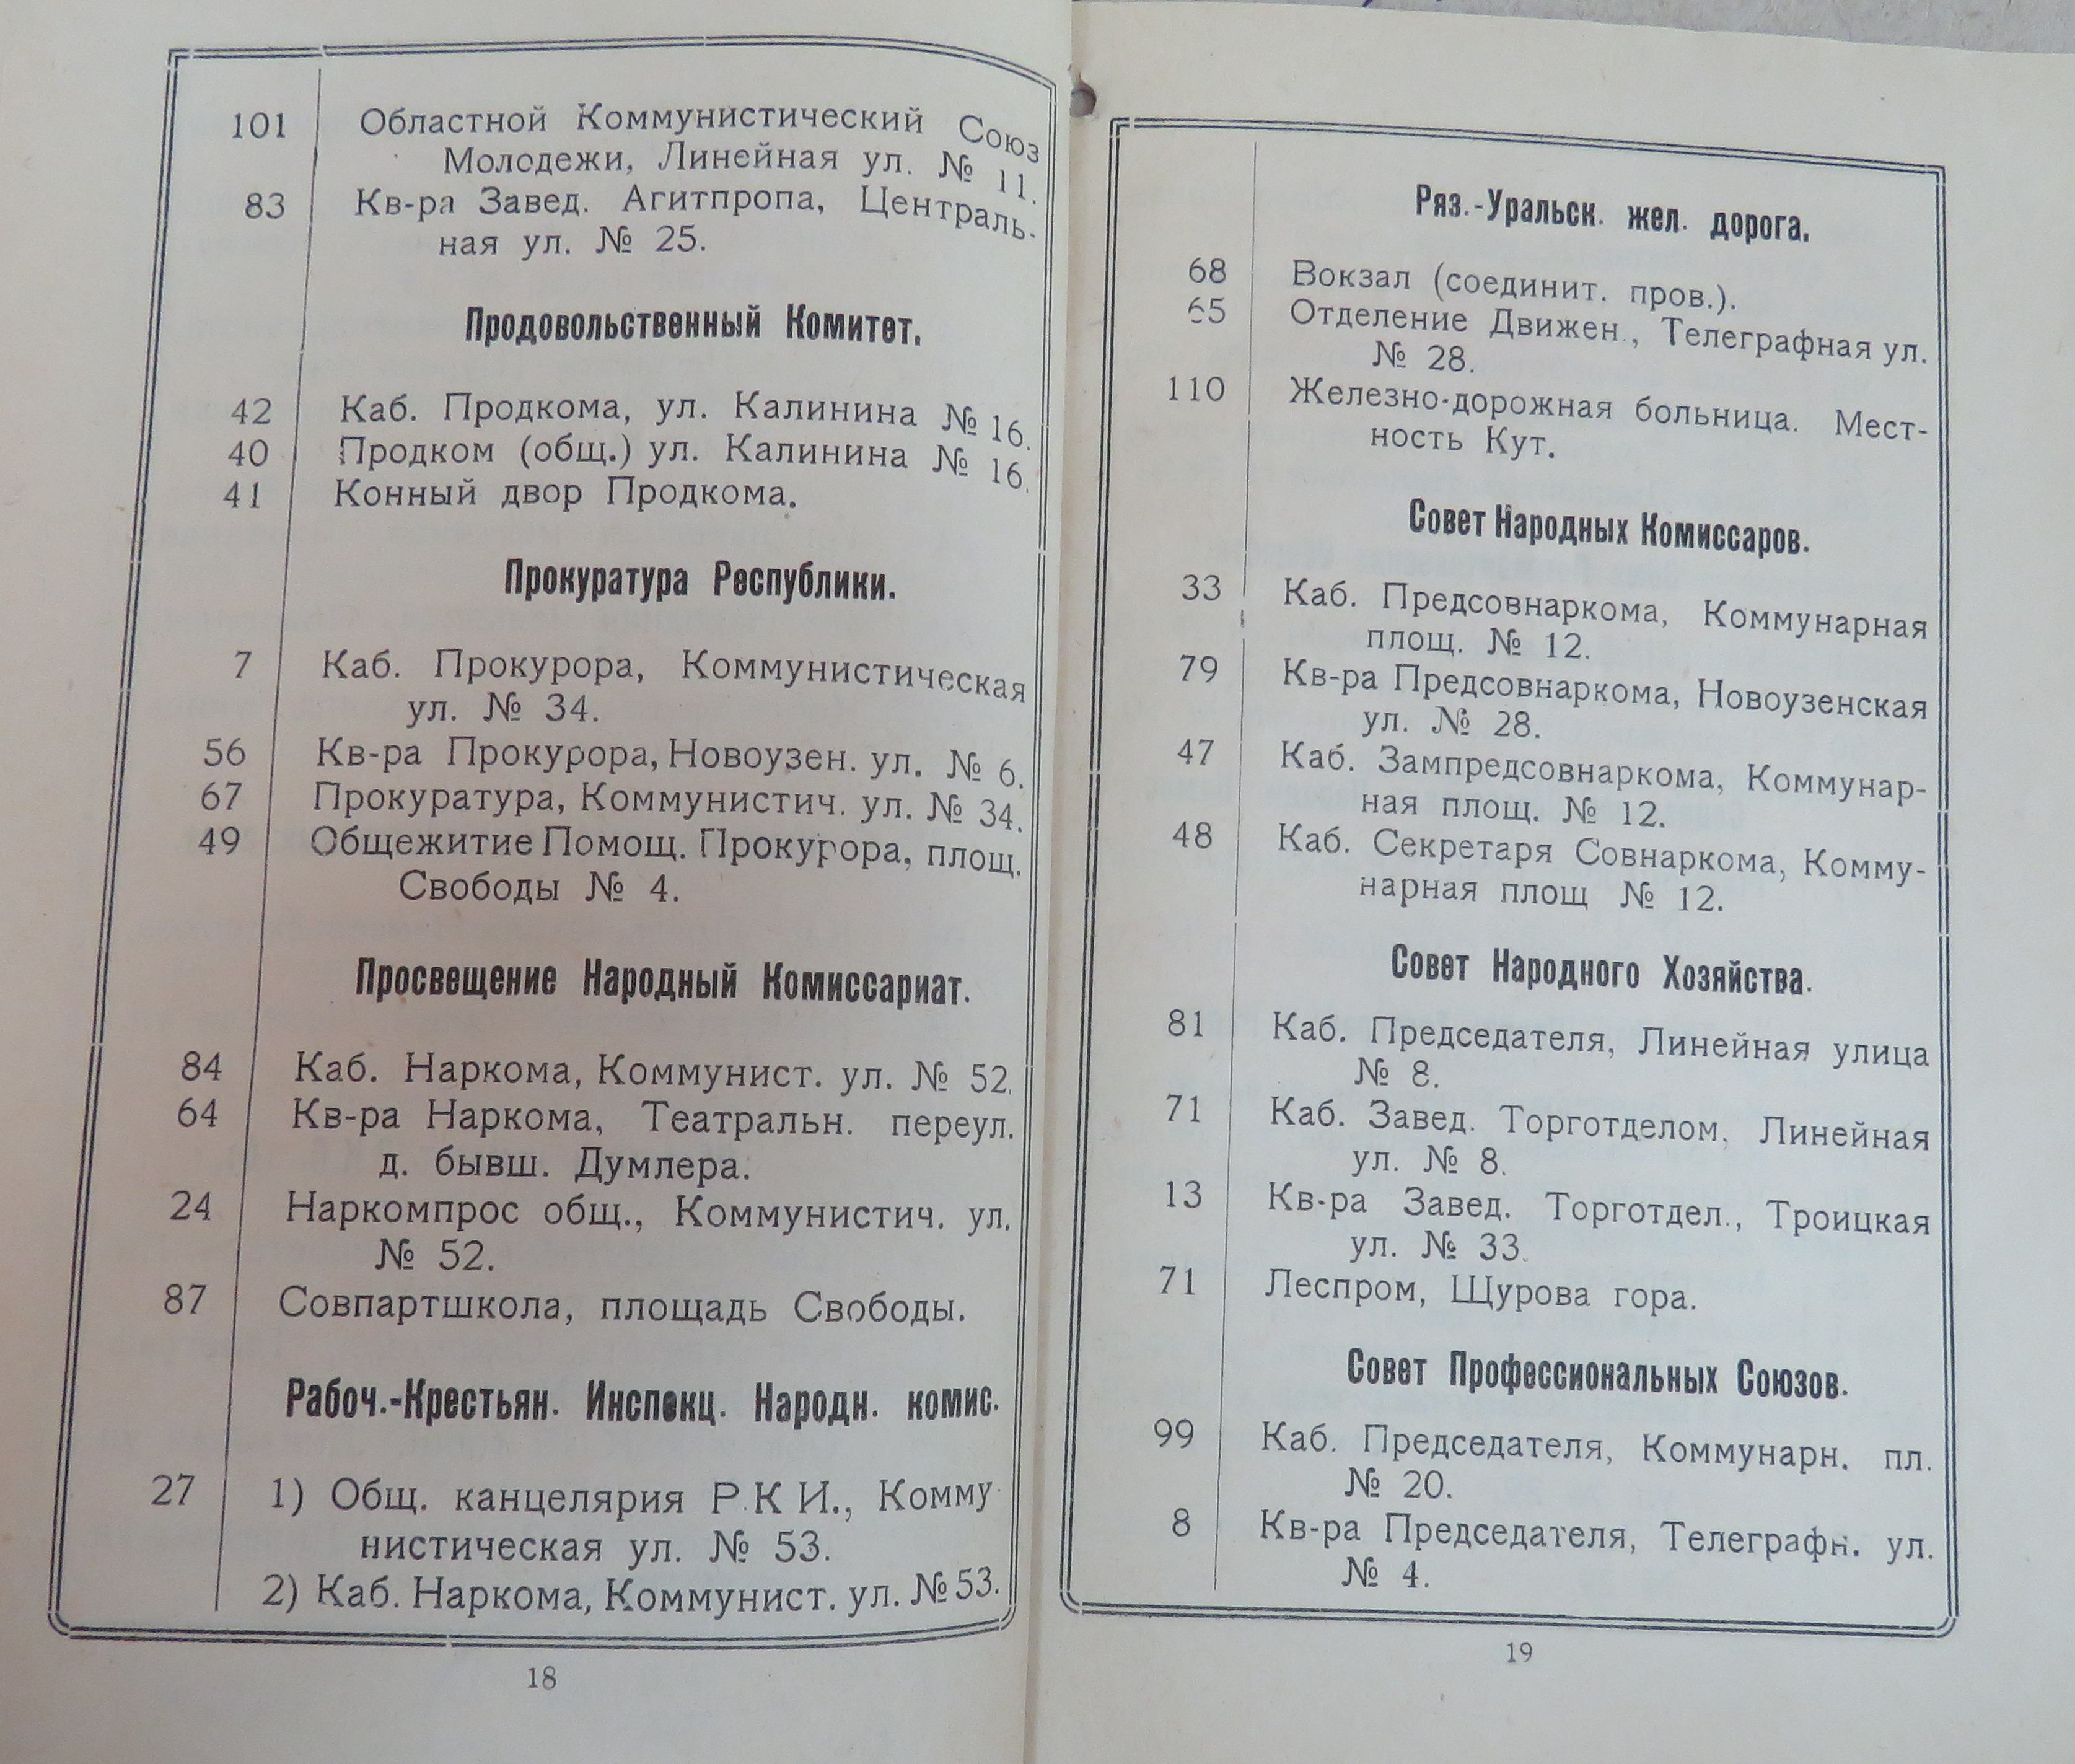 101 Областной Коммунистический Союз
Молодежи, Линейная ул. № 11.
83 Кв-ра Завед. Агитпропа, Централь-
ная ул. № 25.
Продовольственный Комитет.
42 Каб. Продкома, ул. Калинина № 16.
40 Продком (общ.) ул. Калинина № 16.
41 Конный двор Продкома.
Прокуратура Республики.
7 Каб. Прокурора, Коммунистическая
ул. № 34.
56 Кв-ра Прокурора, Новоузен. ул. № 6.
67 Прокуратура, Коммунистич. ул. № 34.
49 Общежитие Помощ. Прокурора, площ.
Свободы № 4.
Просвещение Народный Комиссариат.
84 Каб. Наркома, Коммунист. ул. № 52.
64 Кв-ра Наркома, Театральн. переул.
д. бывш. Думлера.
24 Наркомпрос общ., Коммунистич. ул.
№ 52.
87 Совпартшкола, площадь Свободы.
Рабоч.-Крестьян. Инспекц. Народн. комис.
27 1) Общ. канцелярия Р.К И., Комму-
нистическая ул. № 53.
2) Каб. Наркома, Коммунист. ул. № 53.
18
Ряз.-Уральск. жел. дорога.
68 Вокзал (соединит. пров.).
65 Отделение Движен., Телеграфная ул.
№ 28.
110 Железно-дорожная больница. Мест-
ность Кут.
Совет Народных Комиссаров.
33 Каб. Предсовнаркома, Коммунарная
площ. № 12.
79 Кв-ра Предсовнаркома, Новоузенская
ул. № 28.
47 Каб. Зампредсовнаркома, Коммунар-
ная площ. № 12.
48 Каб. Секретаря Совнаркома, Комму-
нарная площ № 12.
Совет Народного Хозяйства.
81 Каб. Председателя, Линейная улица
№ 8.
71 Каб. Завед. Торготделом, Линейная
ул. № 8.
13 Кв-ра Завед. Торготдел., Троицкая
ул. № 33.
71 Леспром, Щурова гора.
Совет Профессиональных Союзов.
99 Каб. Председателя, Коммунарн. пл.
№ 20.
8 Кв-ра Председателя, Телеграфн. ул.
№ 4.
19